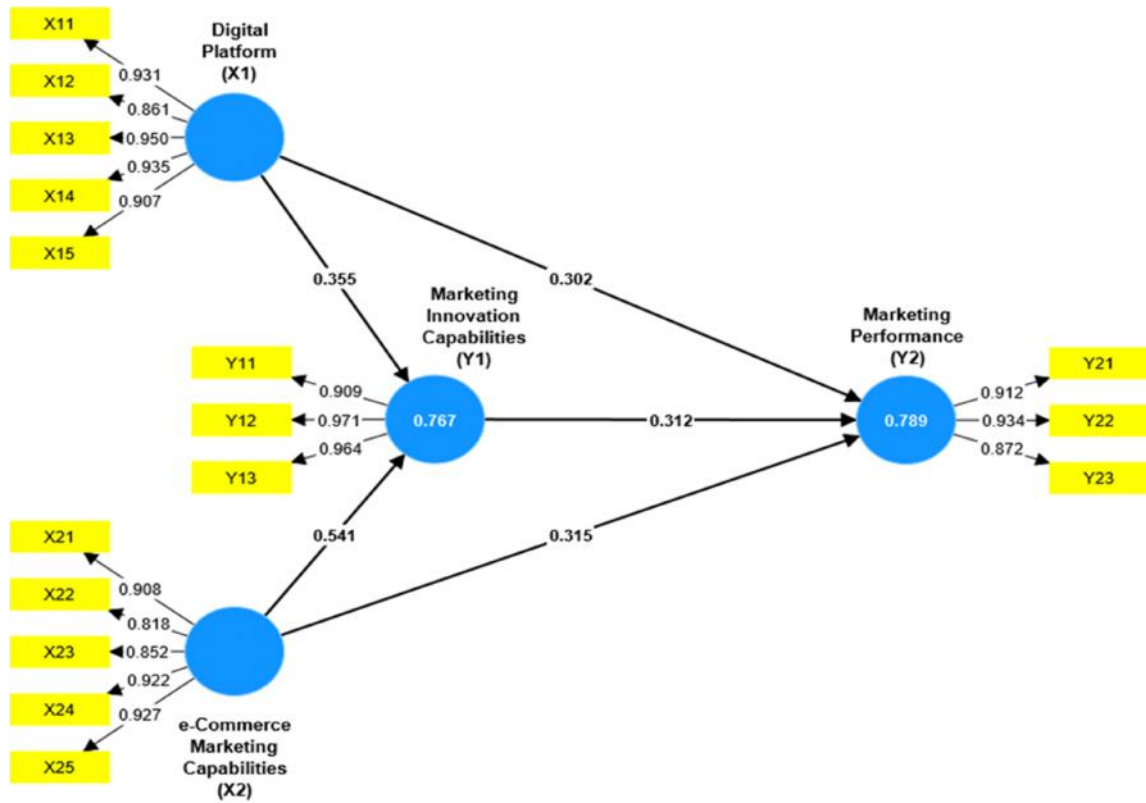 X11
X12
X13
X14
X15
0.931
0.861
0.950
0.935
0.907
Digital
Platform
(X1)
0.355
0.302
Marketing
Innovation
Capabilities
(Y1)
Y11
Y12
Y13
0.909
0.971
0.964
0.767
0.312
Marketing
Performance
(Y2)
0.789
0.912
0.934
0.872
Y21
Y22
Y23
0.541
0.315
X21
X22
X23
X24
X25
0.908
0.818
0.852
0.922
0.927
e-Commerce
Marketing
Capabilities
(X2)